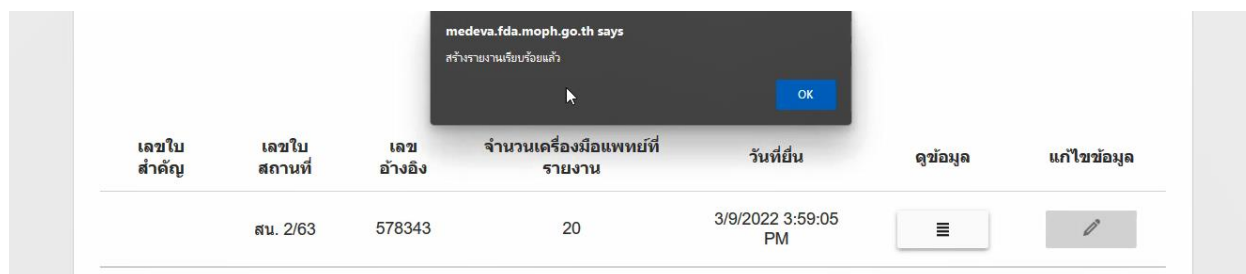 medeva.fda.moph.go.th says
สร้างรายงานเรียบร้อยแล้ว
OK
เลขใบ
สำคัญ
เลขใบ
สถานที่
เลข
อ้างอิง
จำนวนเครื่องมือแพทย์ที่
รายงาน
วันที่ยื่น
ดูข้อมูล
แก้ไขข้อมูล
สน. 2/63
578343
20
3/9/2022 3:59:05
PM